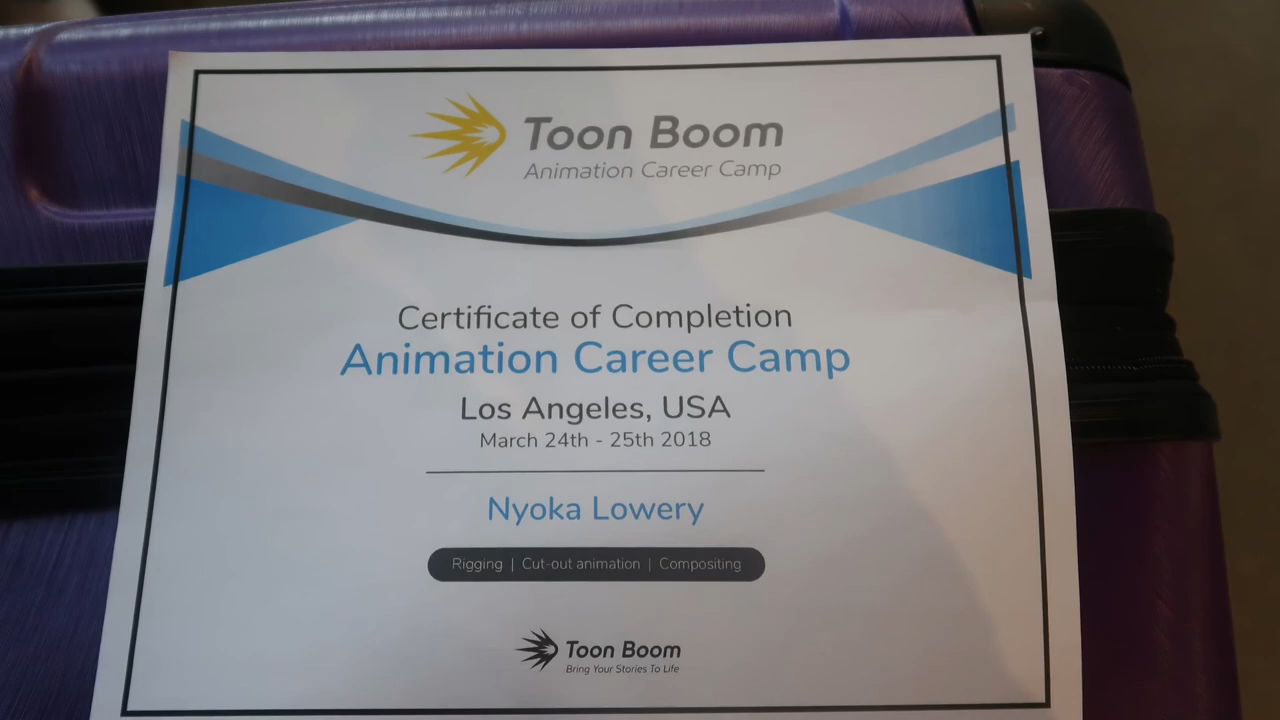 Toon Boom
Animation Career Camp
Certificate of Completion
Animation Career Camp
Los Angeles, USA
March 24th - 25th 2018
Nyoka Lowery
Rigging | Cut-out animation | Compositing
Toon Boom
Bring Your Stories To Life